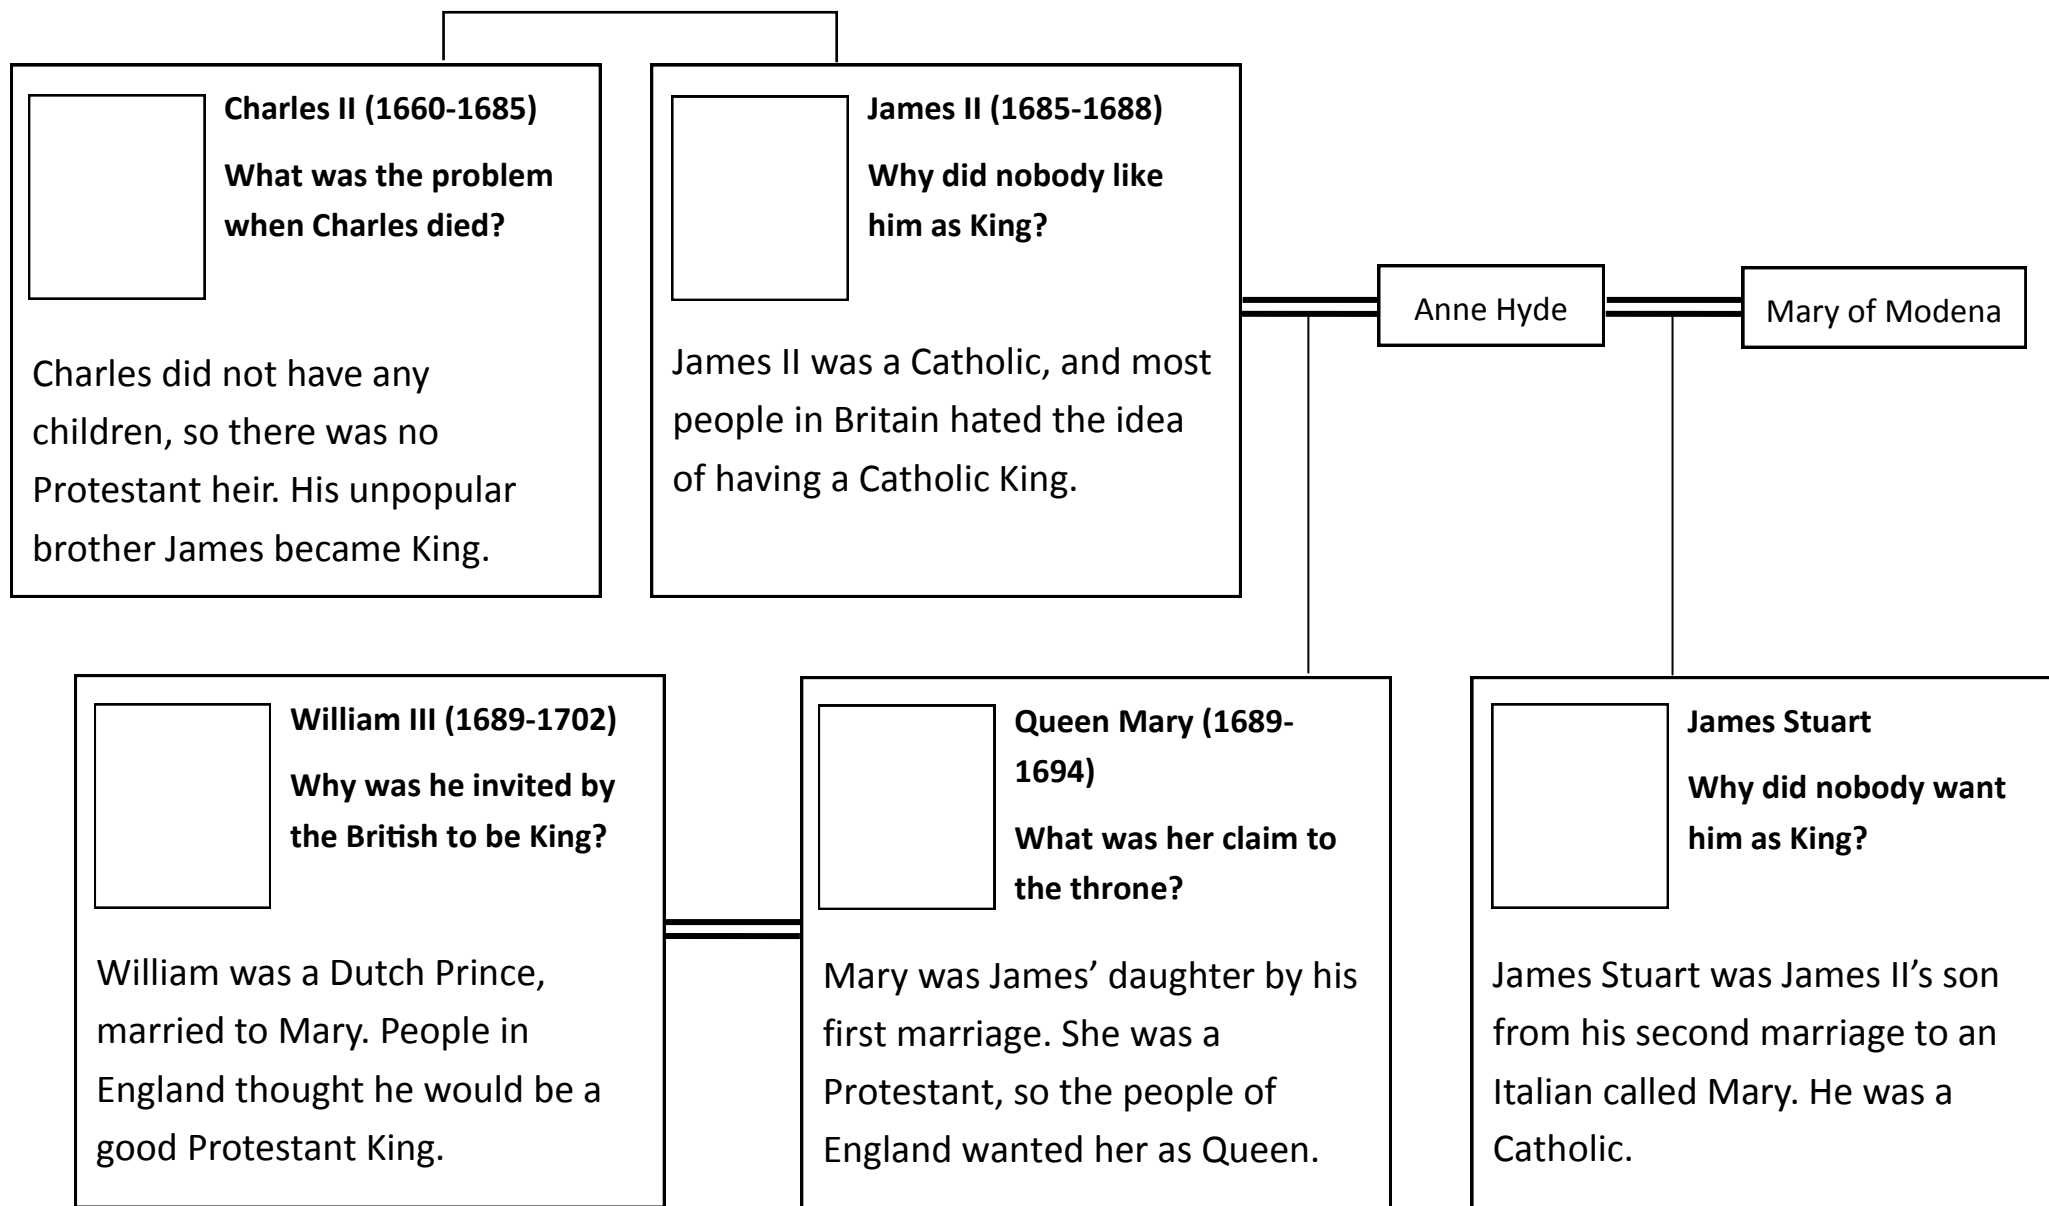 Charles II (1660-1685)
What was the problem
when Charles died?
Charles did not have any
children, so there was no
Protestant heir. His unpopular
brother James became King.
James II (1685-1688)
Why did nobody like
him as King?
James II was a Catholic, and most
people in Britain hated the idea
of having a Catholic King.
Anne Hyde
Mary of Modena
William III (1689-1702)
Why was he invited by
the British to be King?
William was a Dutch Prince,
married to Mary. People in
England thought he would be a
good Protestant King.
Queen Mary (1689-
1694)
What was her claim to
the throne?
Mary was James’ daughter by his
first marriage. She was a
Protestant, so the people of
England wanted her as Queen.
James Stuart
Why did nobody want
him as King?
James Stuart was James II’s son
from his second marriage to an
Italian called Mary. He was a
Catholic.